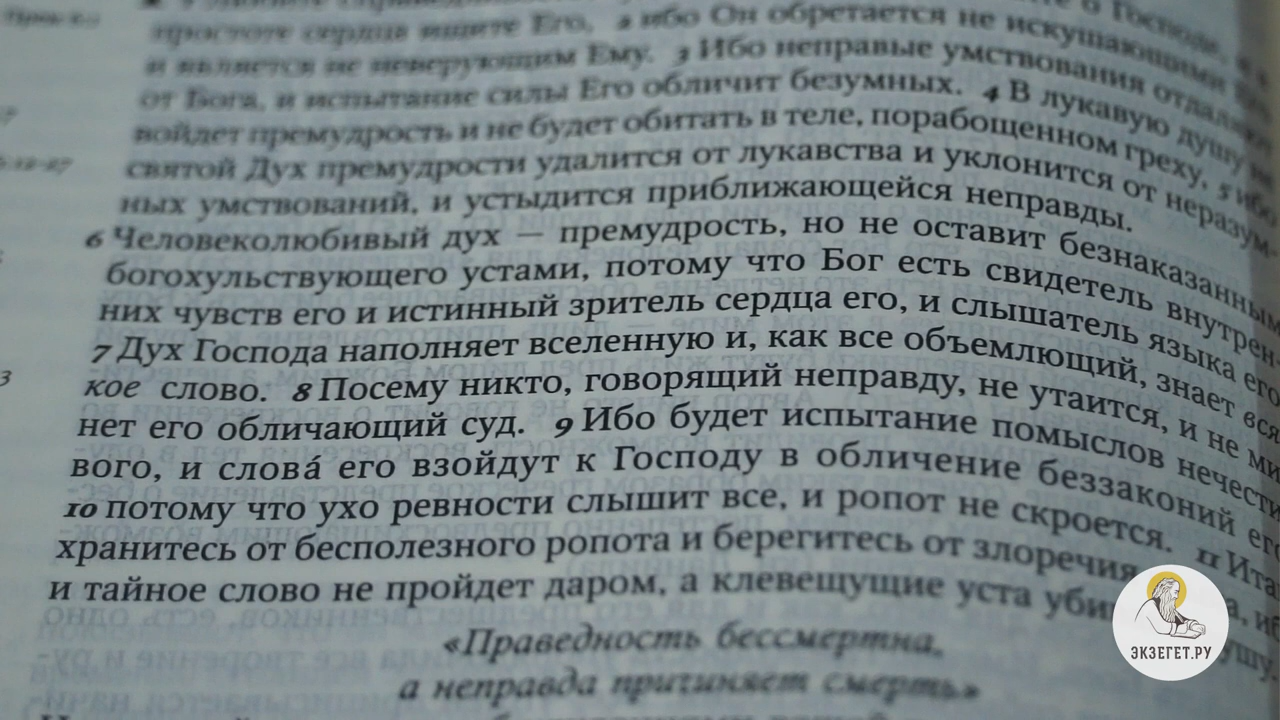 простоте сердца ищите Его, 2 ибо Он обретается не искушающими
и является не неверующим Ему. 3 Ибо неправые умствования отдаляют
от Бога, и испытание силы Его обличит безумных. 4 В лукавую душу не
войдет премудрость и не будет обитать в теле, порабощенном греху, 5 ибо
святой Дух премудрости удалится от лукавства и уклонится от неразум-
ных умствований, и устыдится приближающейся неправды.
6 Человеколюбивый дух — премудрость, но не оставит безнаказанным
богохульствующего устами, потому что Бог есть свидетель внутрен-
них чувств его и истинный зритель сердца его, и слышатель языка его.
7 Дух Господа наполняет вселенную и, как все объемлющий, знает вся-
кое слово. 8 Посему никто, говорящий неправду, не утаится, и не ми
нет его обличающий суд. 9 Ибо будет испытание помыслов нечести
вого, и слова́ его взойдут к Господу в обличение беззаконий его
10 потому что ухо ревности слышит все, и ропот не скроется. 11 Ита
хранитесь от бесполезного ропота и берегитесь от злоречия
и тайное слово не пройдет даром, а клевещущие уста уби
«Праведность бессмертна,
а неправда причиняет смерть»
ЭКЗЕГЕТ.РУ